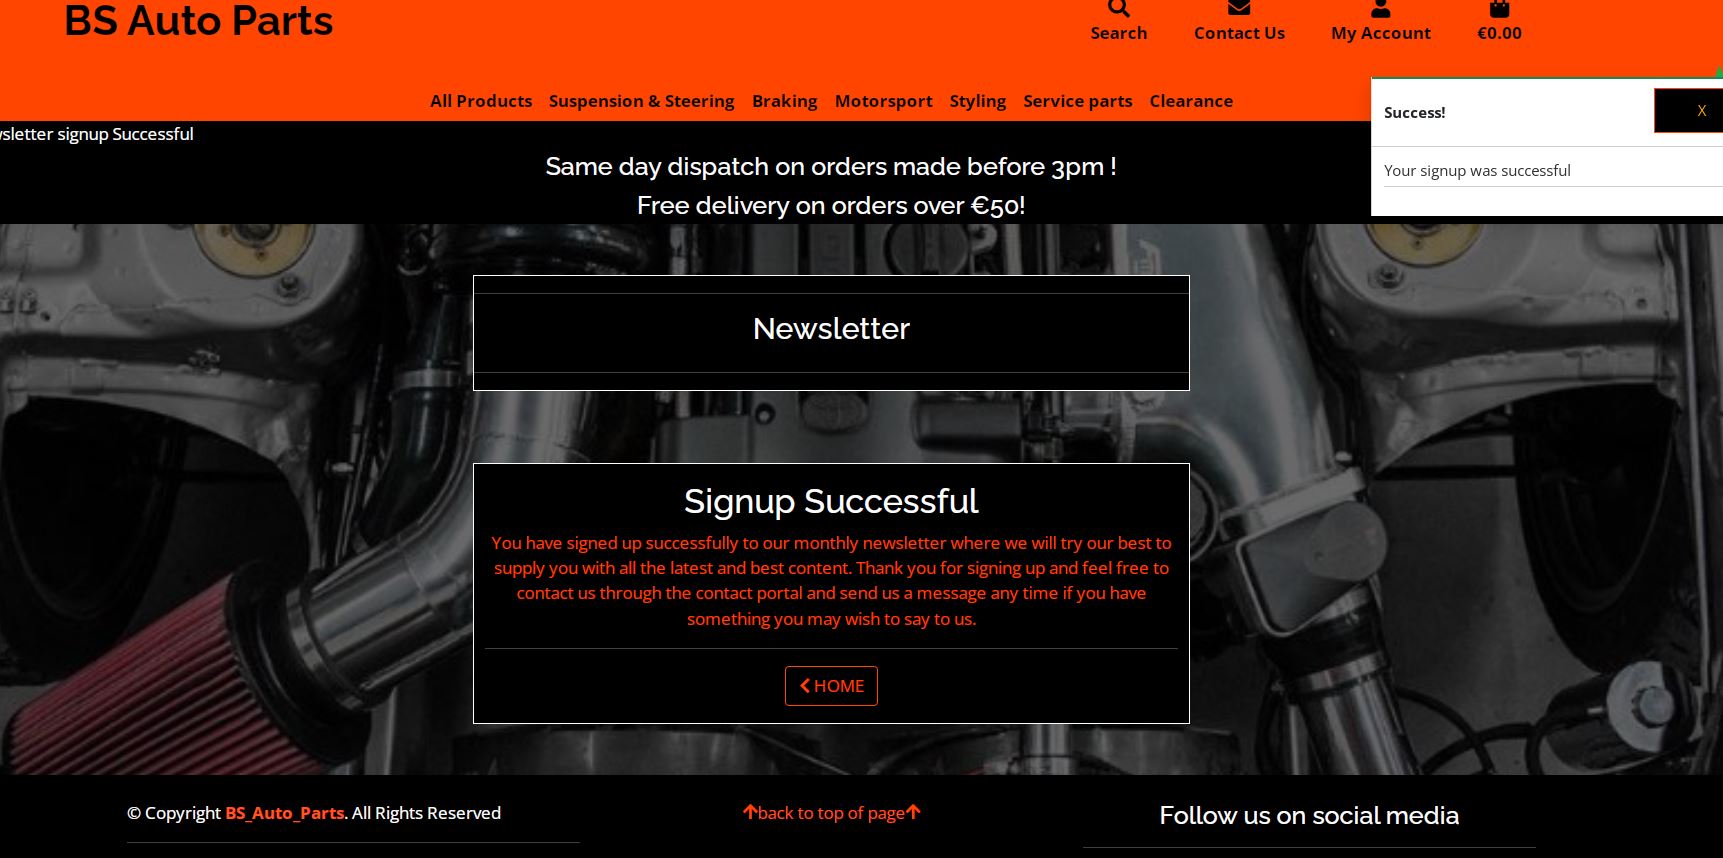 BS Auto Parts
Search
Contact Us
My Account
€0.00
All Products Suspension & Steering Braking Motorsport Styling Service parts Clearance
signup Successful
Success!
X
Your signup was successful
Same day dispatch on orders made before 3pm !
Free delivery on orders over €50!
Newsletter
Signup Successful
You have signed up successfully to our monthly newsletter where we will try our best to
supply you with all the latest and best content. Thank you for signing up and feel free to
contact us through the contact portal and send us a message any time if you have
something you may wish to say to us.
HOME
© Copyright BS_Auto_Parts. All Rights Reserved
back to top of page
Follow us on social media